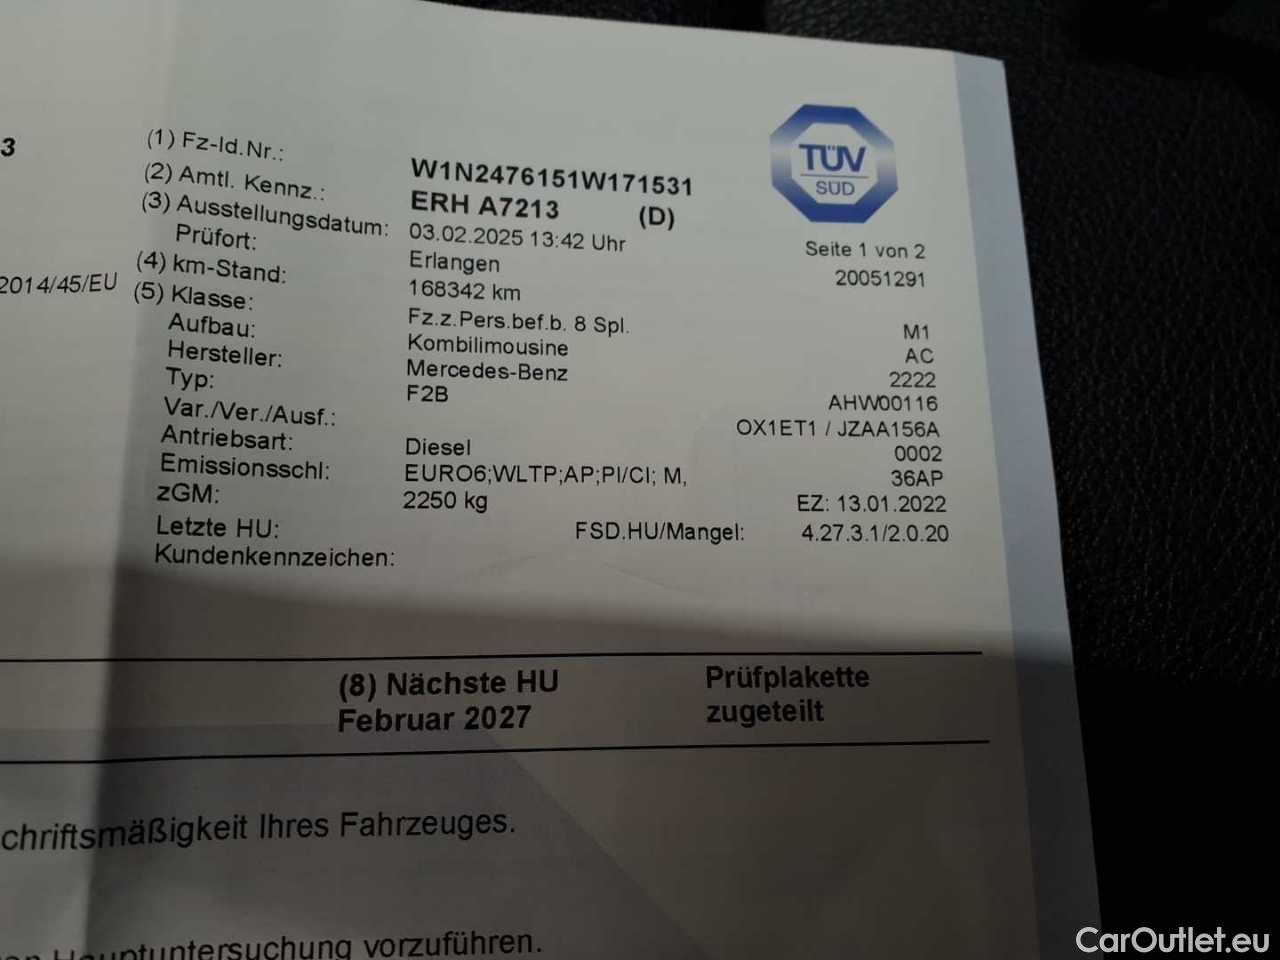 3
2014/45/EU
TÜV
SÜD
Seite 1 von 2
20051291
(1) Fz-Id.Nr.: W1N2476151W171531
(2) Amtl. Kennz.: ERH A7213 (D)
(3) Ausstellungsdatum: 03.02.2025 13:42 Uhr
Prüfort: Erlangen
(4) km-Stand: 168342 km
(5) Klasse: Fz.z.Pers.bef.b. 8 Spl. M1
Aufbau: Kombilimousine AC
Hersteller: Mercedes-Benz 2222
Typ: F2B AHW00116
Var./Ver./Ausf.: OX1ET1 / JZAA156A
Antriebsart: Diesel 0002
Emissionsschl: EURO6;WLTP;AP;PI/CI; M, 36AP
zGM: 2250 kg EZ: 13.01.2022
Letzte HU: FSD.HU/Mangel: 4.27.3.1/2.0.20
Kundenkennzeichen:
(8) Nächste HU Prüfplakette
Februar 2027 zugeteilt
chriftsmäßigkeit Ihres Fahrzeuges.
en Hauptuntersuchung vorzuführen.
CarOutlet.eu